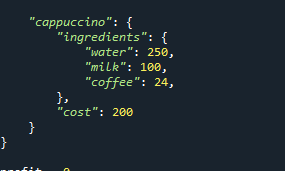 "cappuccino": {
"ingredients": {
"water": 250,
"milk": 100,
"coffee": 24,
},
"cost": 200
}
}